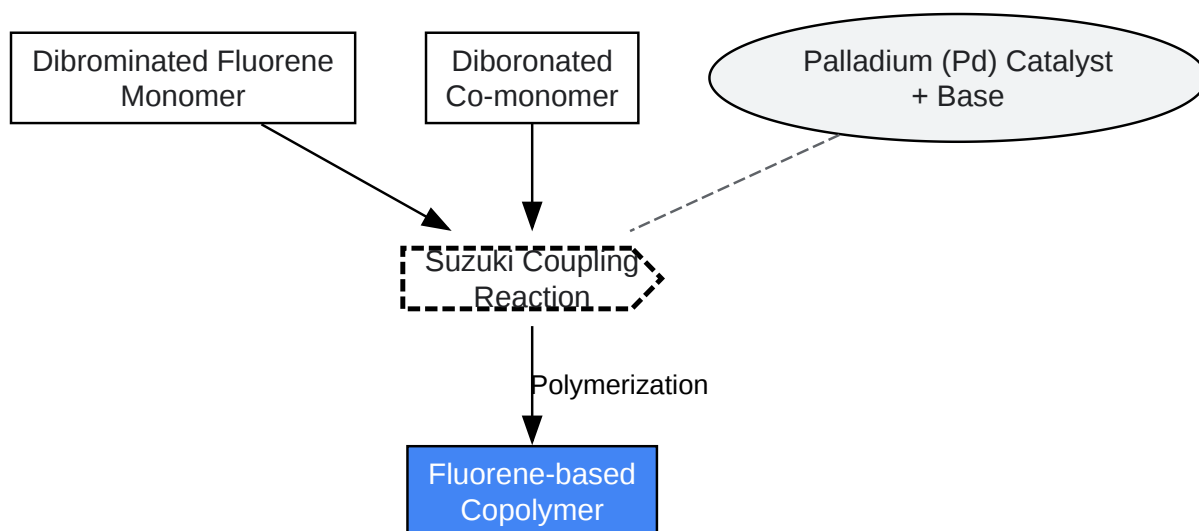 Dibrominated Fluorene
Monomer
Diboronated
Co-monomer
Palladium (Pd) Catalyst
+ Base
Suzuki Coupling
Reaction
Polymerization
Fluorene-based
Copolymer